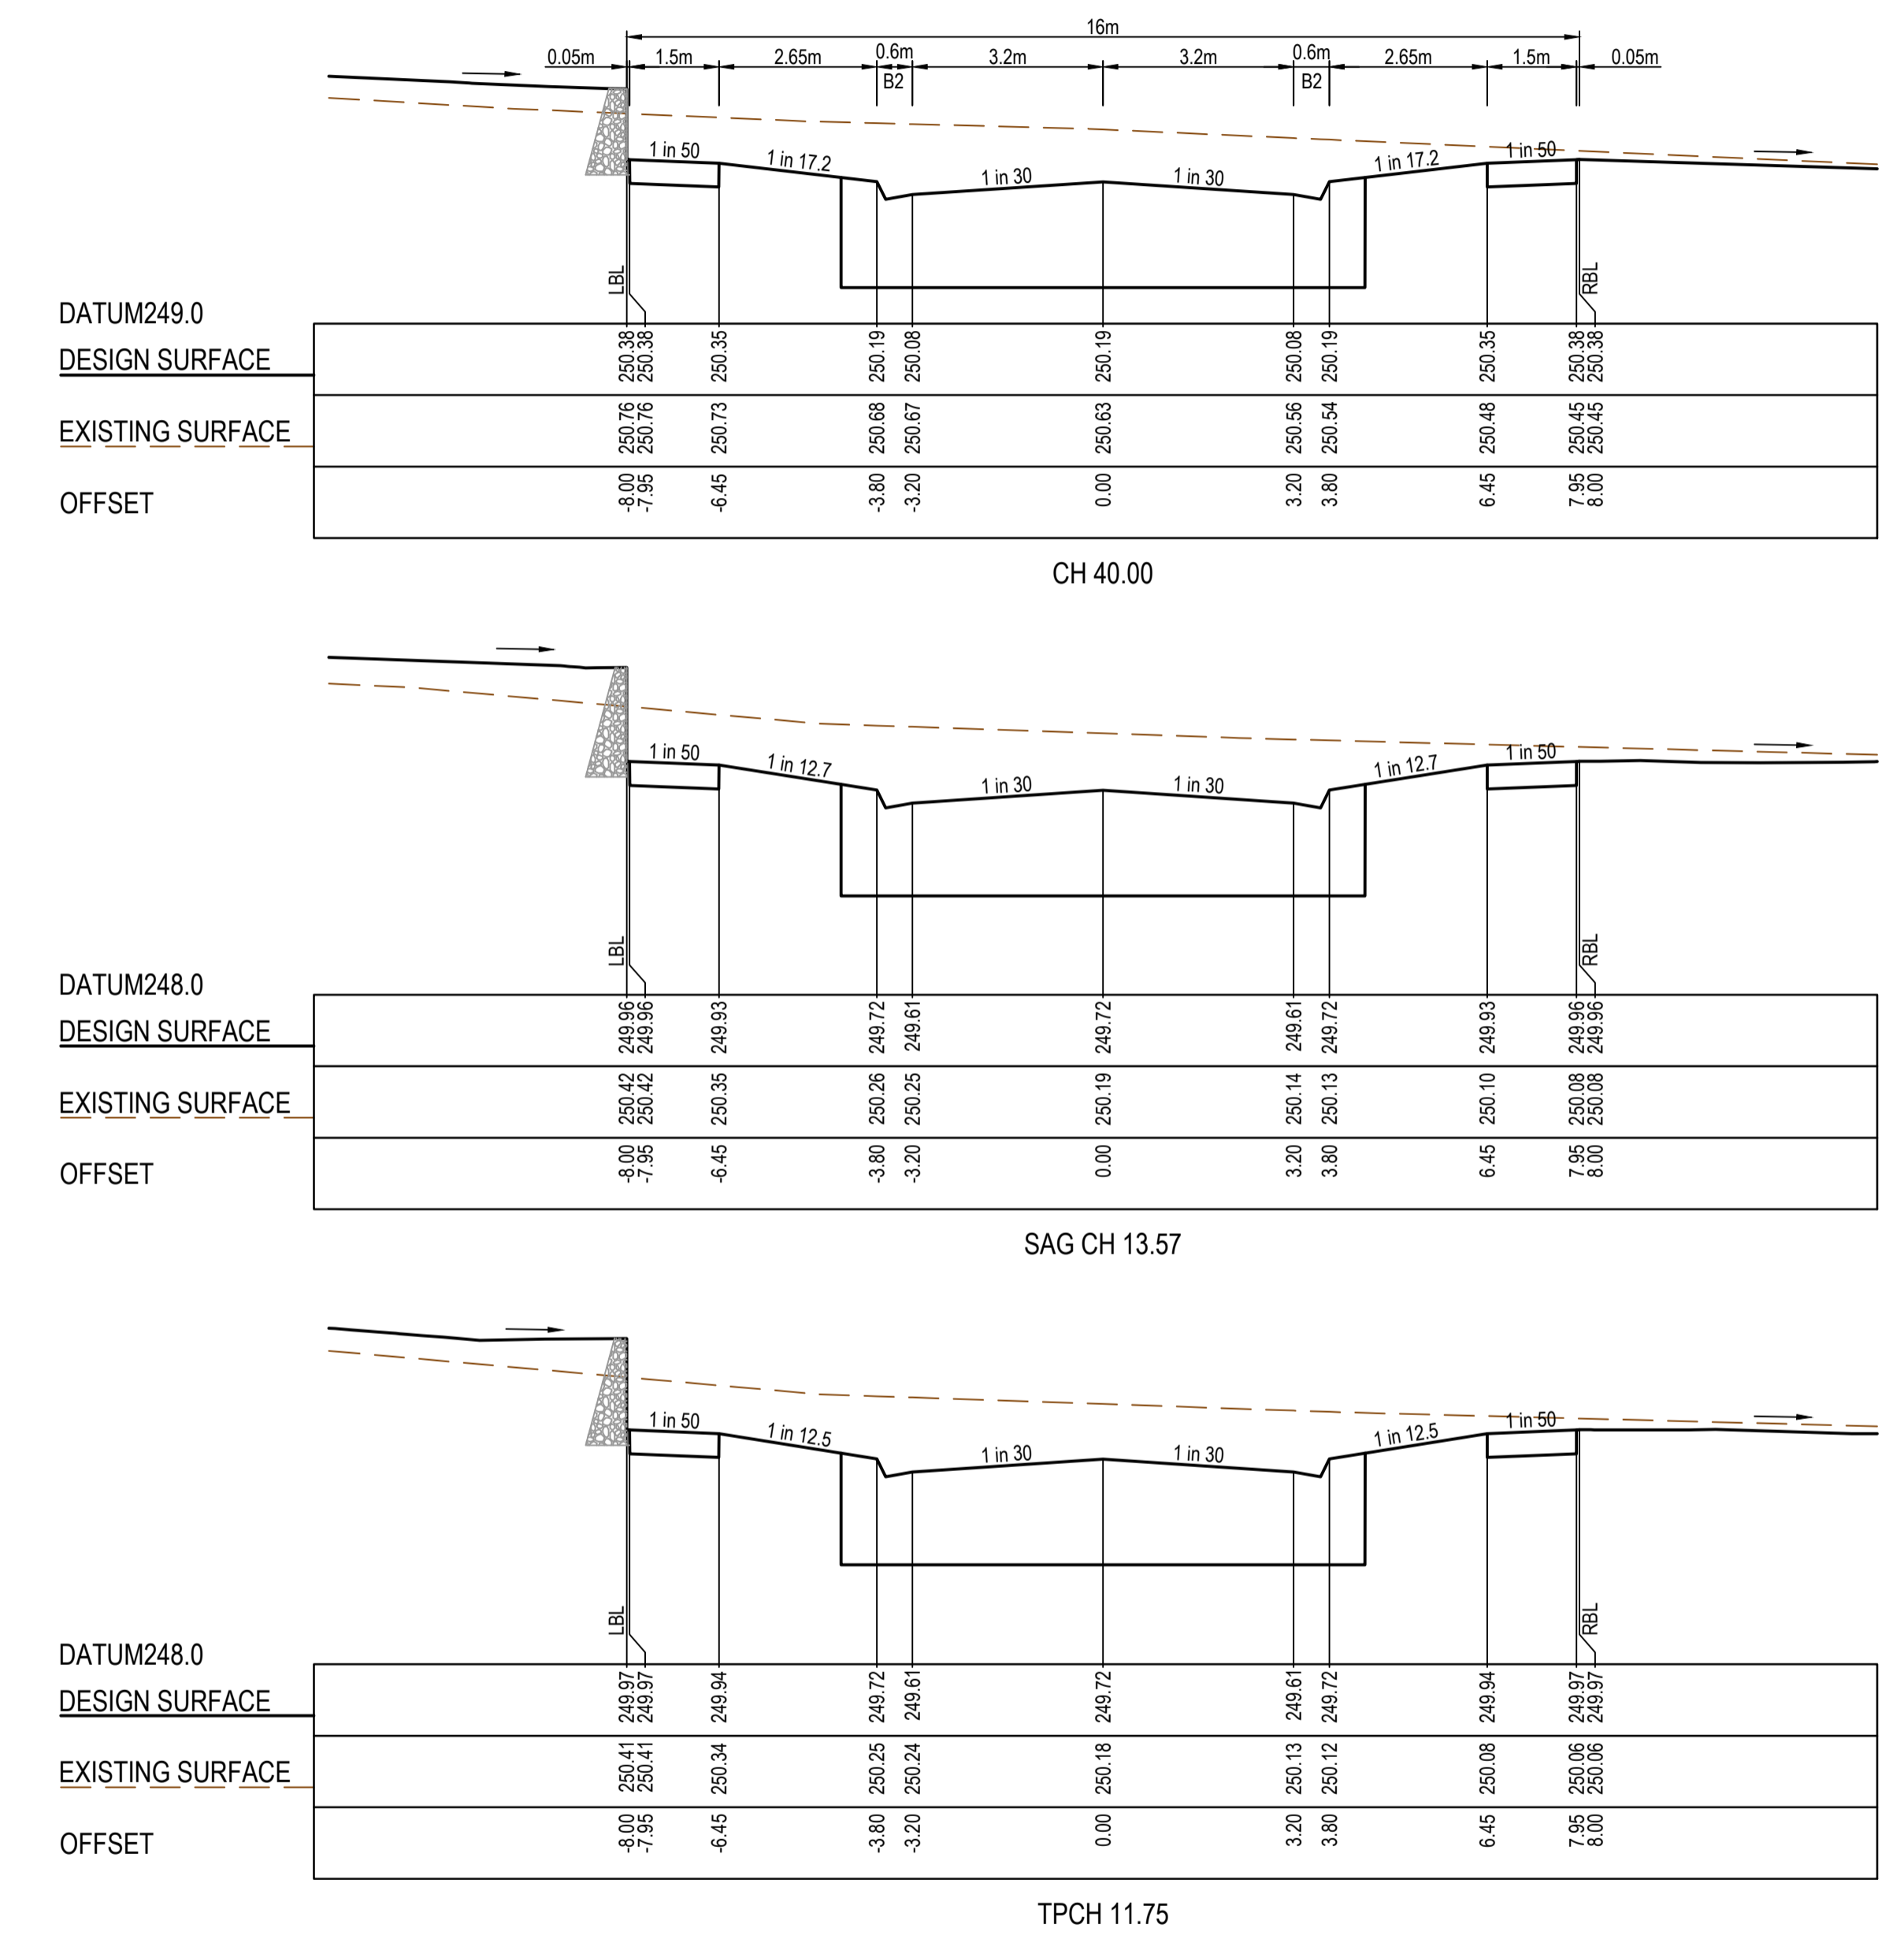 16m
0.05m 1.5m 2.65m 0.6m 3.2m 3.2m 0.6m 2.65m 1.5m 0.05m
B2 B2
1 in 50 1 in 17.2 1 in 30 1 in 30 1 in 17.2 1 in 50
LBL RBL
DATUM249.0
DESIGN SURFACE 250.38 250.38 250.35 250.19 250.08 250.19 250.08 250.19 250.35 250.38 250.38
EXISTING SURFACE 250.76 250.76 250.73 250.68 250.67 250.63 250.56 250.54 250.48 250.45 250.45
OFFSET -8.00 -7.95 -6.45 -3.80 -3.20 0.00 3.20 3.80 6.45 7.95 8.00
CH 40.00
1 in 50 1 in 12.7 1 in 30 1 in 30 1 in 12.7 1 in 50
LBL RBL
DATUM248.0
DESIGN SURFACE 249.96 249.96 249.93 249.72 249.61 249.72 249.61 249.72 249.93 249.96 249.96
EXISTING SURFACE 250.42 250.42 250.35 250.26 250.25 250.19 250.14 250.13 250.10 250.08 250.08
OFFSET -8.00 -7.95 -6.45 -3.80 -3.20 0.00 3.20 3.80 6.45 7.95 8.00
SAG CH 13.57
1 in 50 1 in 12.5 1 in 30 1 in 30 1 in 12.5 1 in 50
LBL RBL
DATUM248.0
DESIGN SURFACE 249.97 249.97 249.94 249.72 249.61 249.72 249.61 249.72 249.94 249.97 249.97
EXISTING SURFACE 250.41 250.41 250.34 250.25 250.24 250.18 250.13 250.12 250.08 250.06 250.06
OFFSET -8.00 -7.95 -6.45 -3.80 -3.20 0.00 3.20 3.80 6.45 7.95 8.00
TPCH 11.75